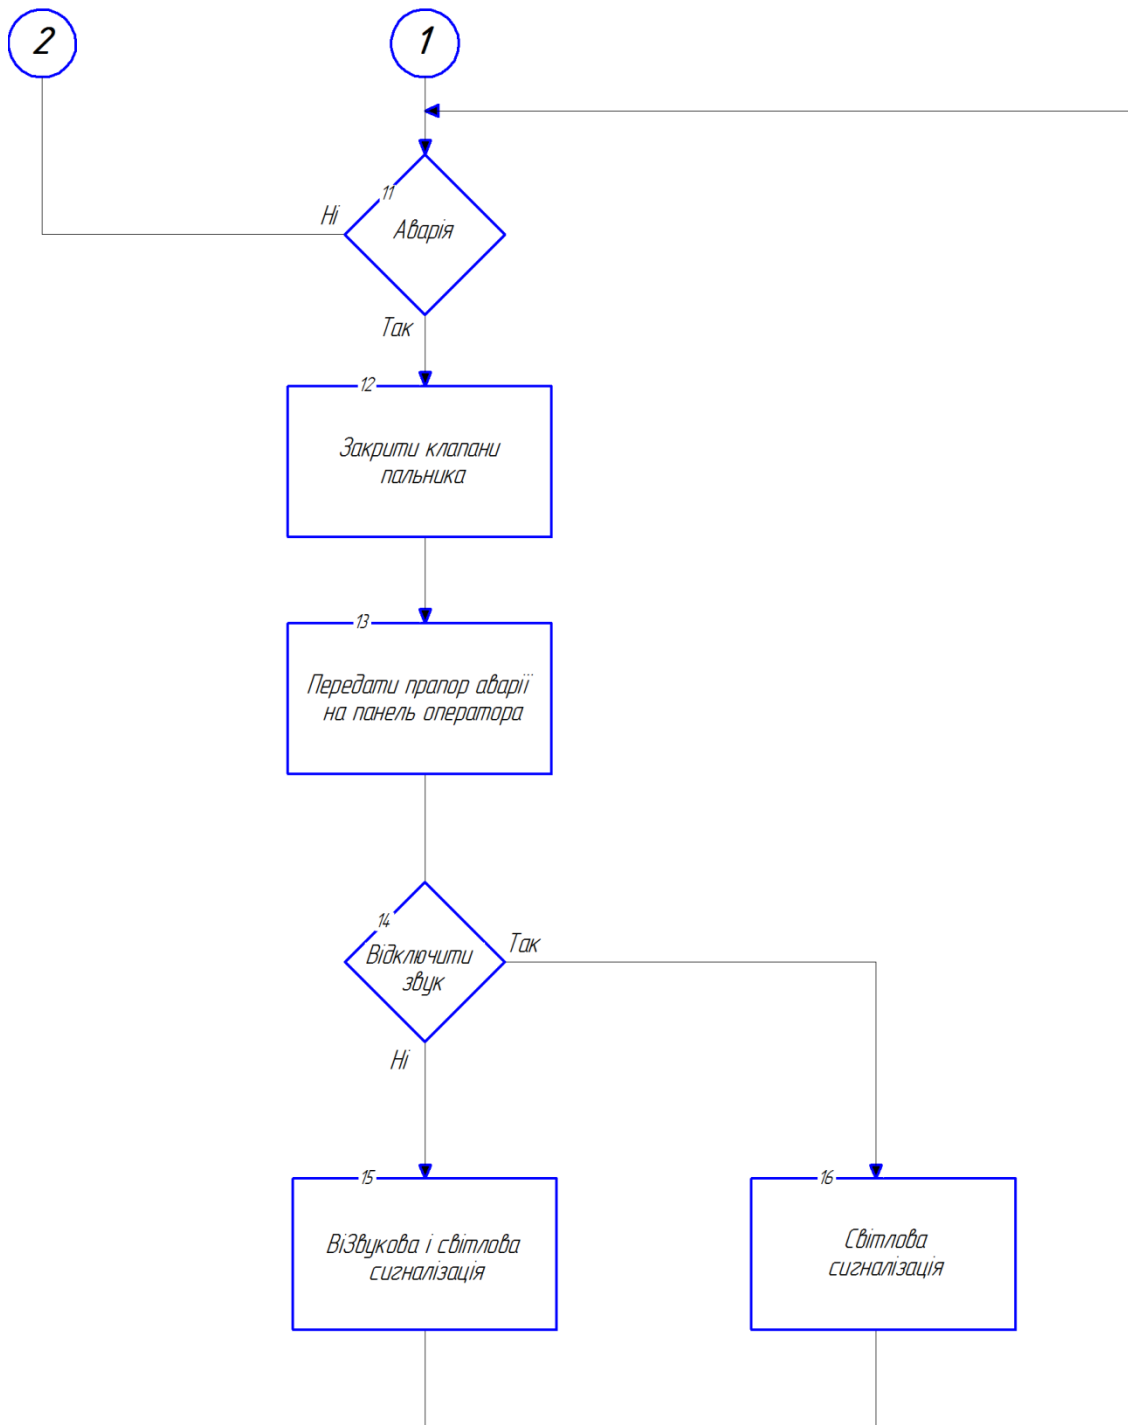 2
1
11
Ні
Аварія
Так
12
Закрити клапани
пальника
13
Передати прапор аварії
на панель оператора
14
Відключити
звук
Так
Ні
15
ВіЗвукова і світлова
сигналізація
16
Світлова
сигналізація